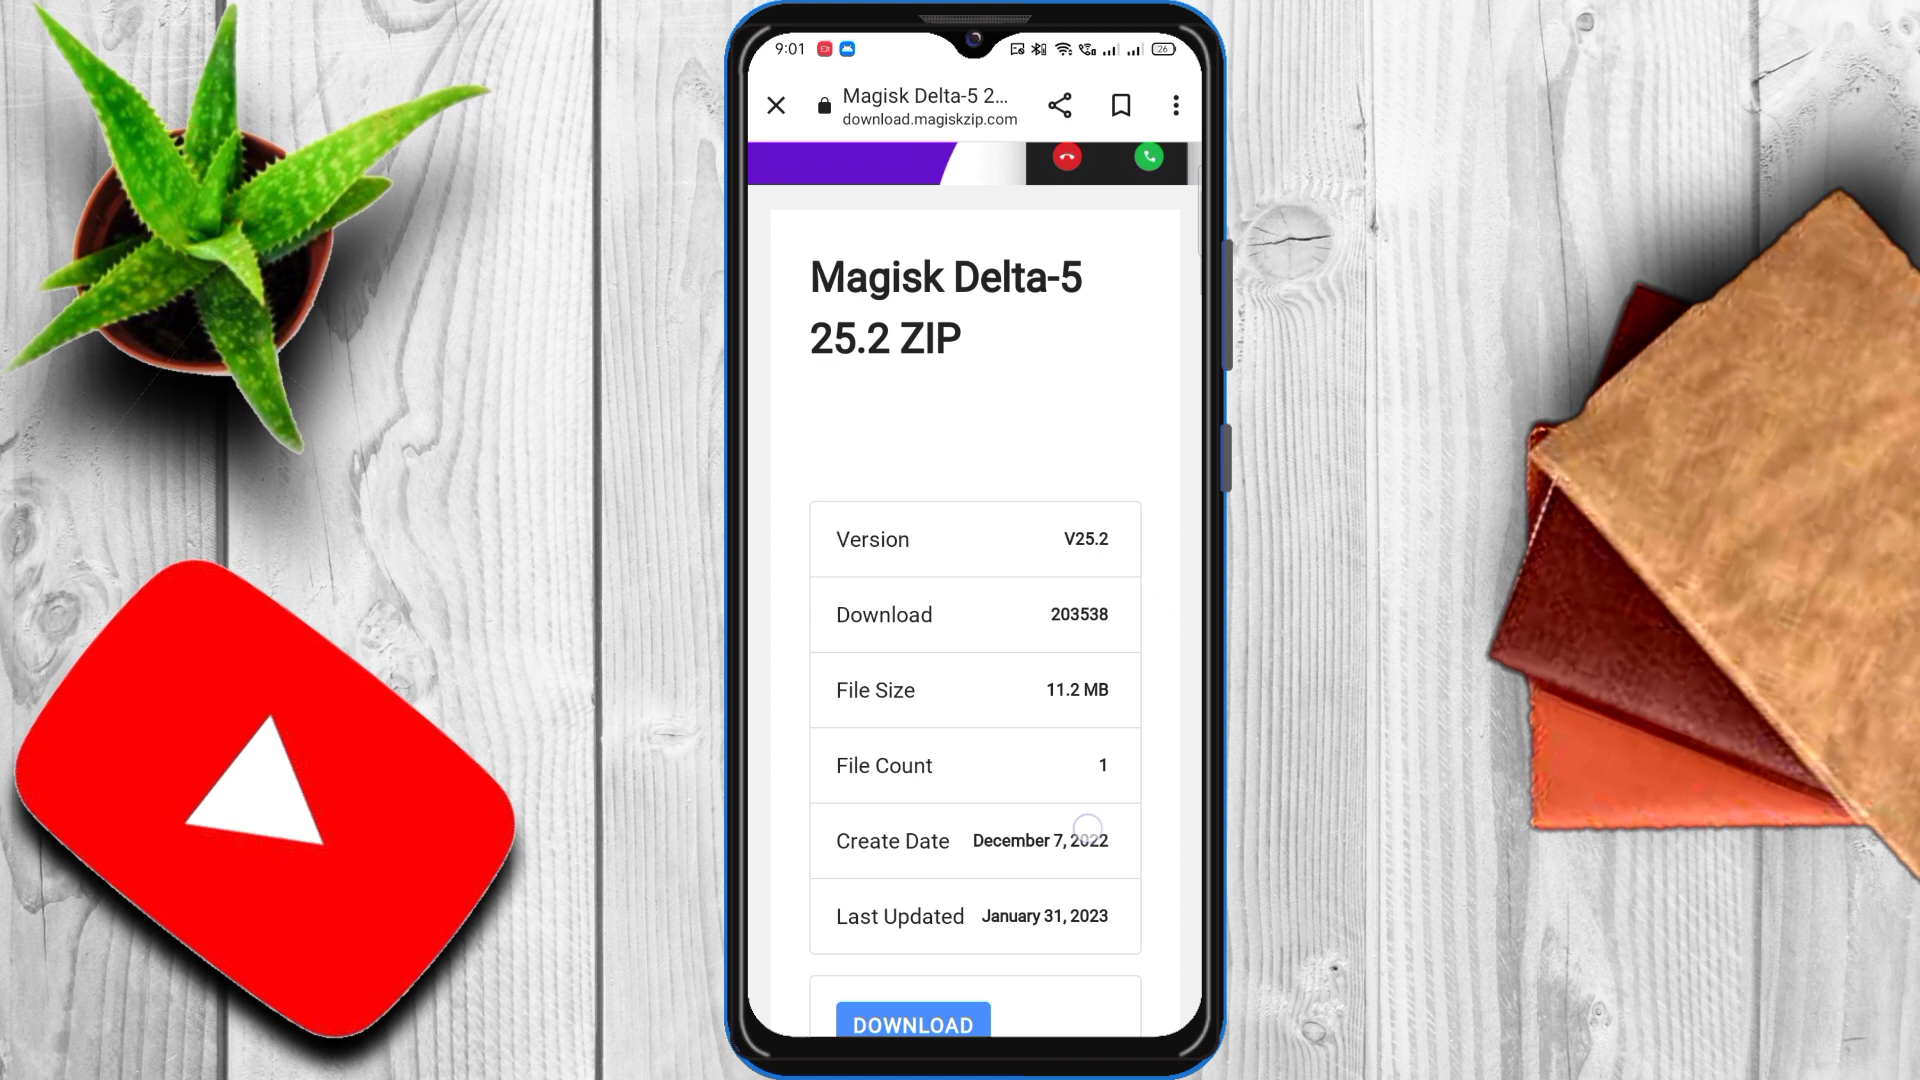 9:01
26
Magisk Delta-5 2...
download.magiskzip.com
Magisk Delta-5
25.2 ZIP
Version V25.2
Download 203538
File Size 11.2 MB
File Count 1
Create Date December 7, 2022
Last Updated January 31, 2023
DOWNLOAD